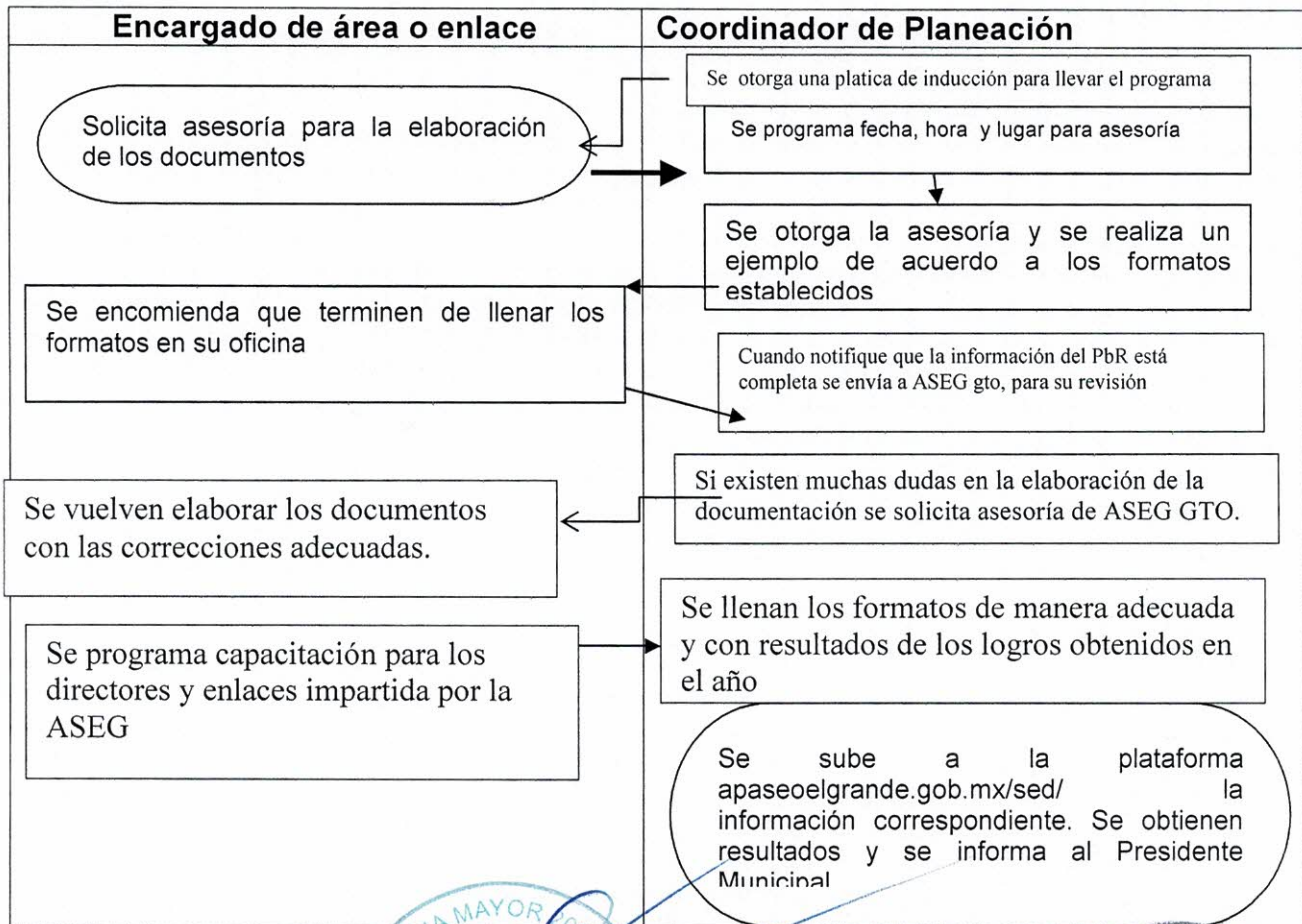 Encargado de área o enlace
Coordinador de Planeación
Se otorga una platica de inducción para llevar el programa
Solicita asesoría para la elaboración
de los documentos
Se programa fecha, hora y lugar para asesoría
Se otorga la asesoría y se realiza un
ejemplo de acuerdo a los formatos
establecidos
Se encomienda que terminen de llenar los
formatos en su oficina
Cuando notifique que la información del PbR está
completa se envía a ASEG gto, para su revisión
Si existen muchas dudas en la elaboración de la
documentación se solicita asesoría de ASEG GTO.
Se vuelven elaborar los documentos
con las correcciones adecuadas.
Se programa capacitación para los
directores y enlaces impartida por la
ASEG
Se llenan los formatos de manera adecuada
y con resultados de los logros obtenidos en
el año
Se sube a la plataforma
apaseoelgrande.gob.mx/sed/ la
información correspondiente. Se obtienen
resultados y se informa al Presidente
Municipal
MAYOR